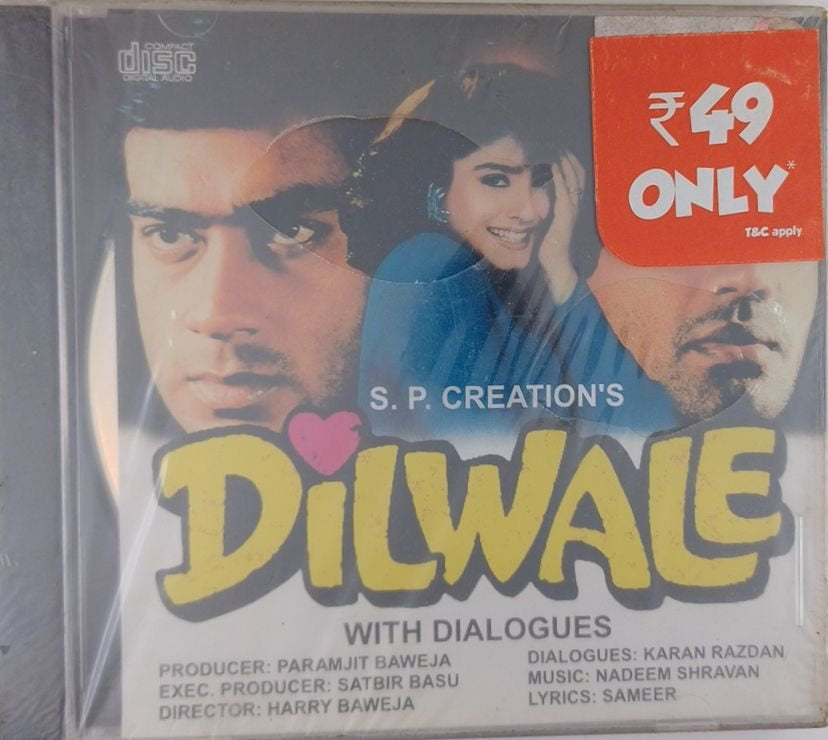 COMPACT
disc
DIGITAL AUDIO
₹49
ONLY*
T&C apply
S. P. CREATION'S
DILWALE
WITH DIALOGUES
PRODUCER: PARAMJIT BAWEJA
EXEC. PRODUCER: SATBIR BASU
DIRECTOR: HARRY BAWEJA
DIALOGUES: KARAN RAZDAN
MUSIC: NADEEM SHRAVAN
LYRICS: SAMEER